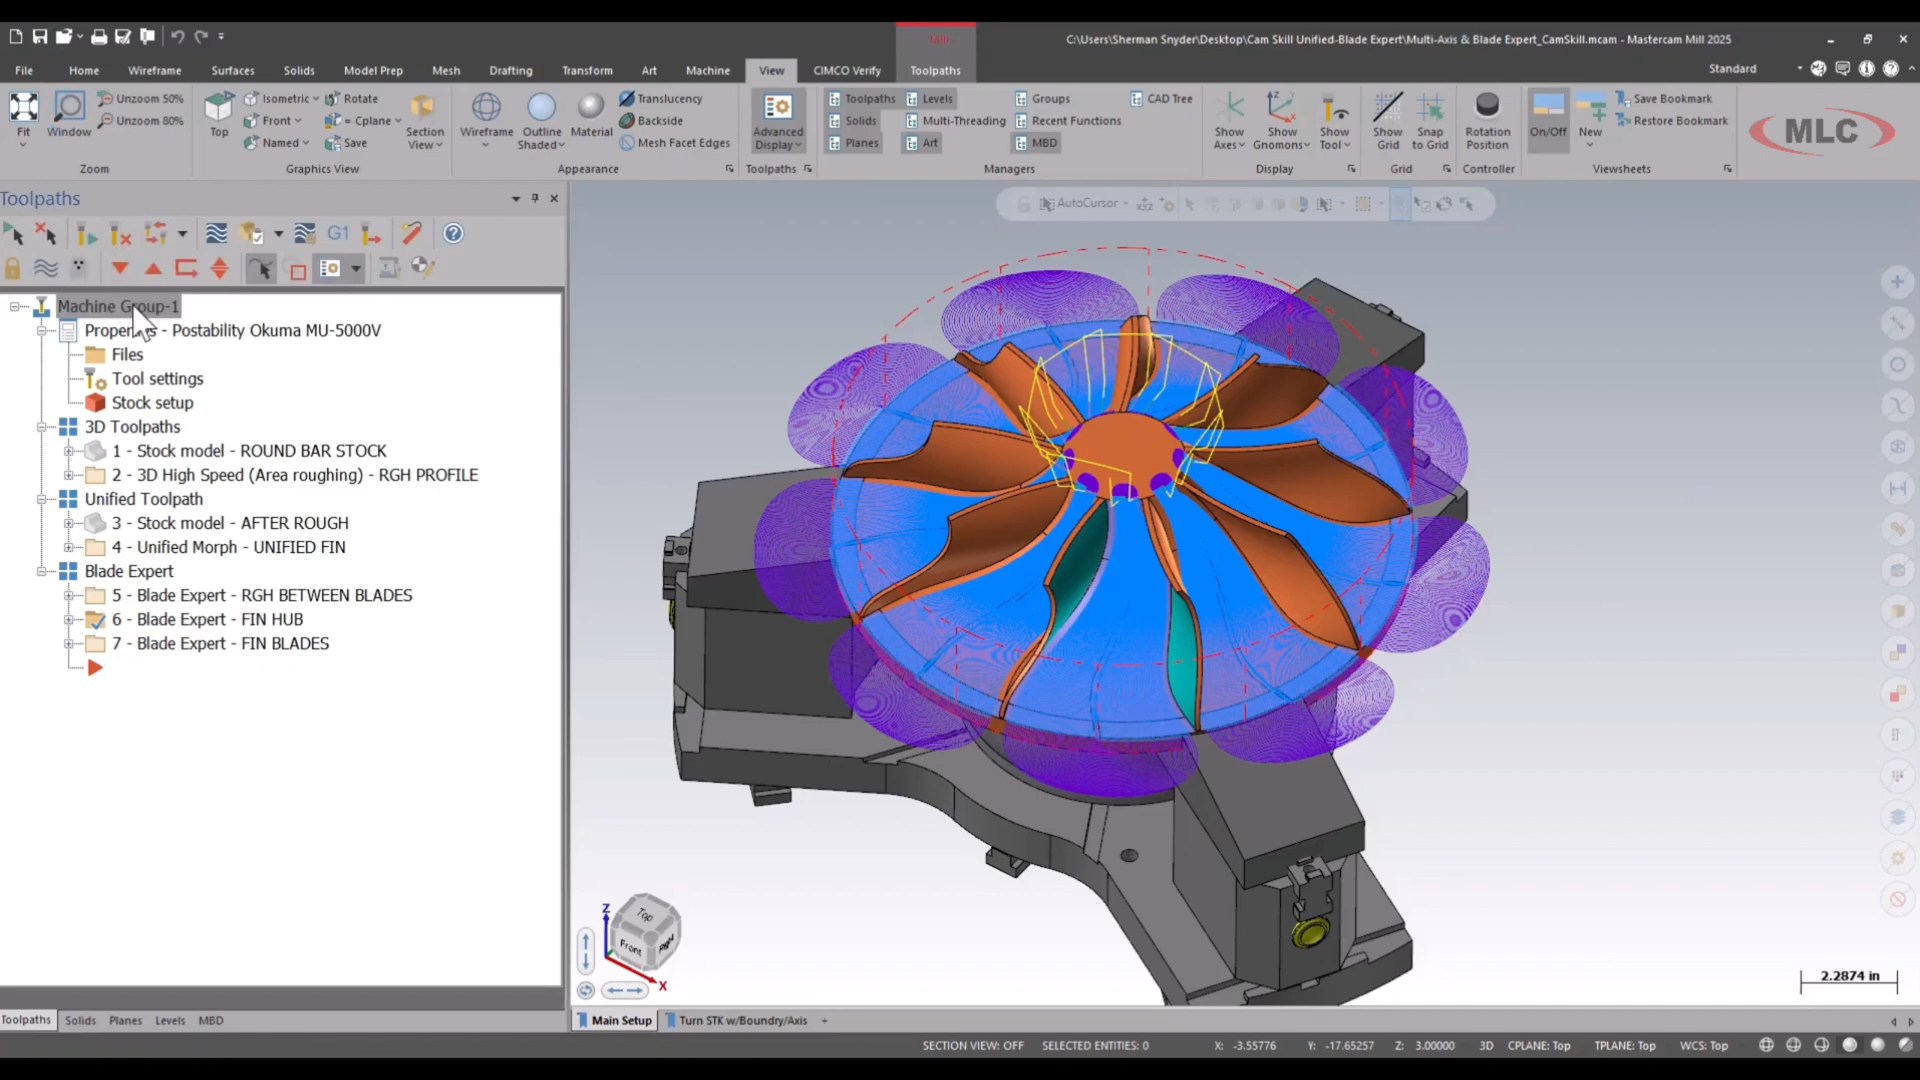 Mill
C:\Users\Sherman Snyder\Desktop\Cam Skill Unified-Blade Expert\Multi-Axis & Blade Expert_CamSkill.mcam - Mastercam Mill 2025
File Home Wireframe Surfaces Solids Model Prep Mesh Drafting Transform Art Machine View CIMCO Verify Toolpaths Standard
Fit
Window
Unzoom 50%
Unzoom 80%
Zoom
Top
Isometric
Front
Named
Rotate
= Cplane
Save
Section
View
Graphics View
Wireframe
Outline
Shaded
Material
Translucency
Backside
Mesh Facet Edges
Appearance
Advanced
Display
Toolpaths
Toolpaths
Solids
Planes
Levels
Multi-Threading
Art
Groups
Recent Functions
MBD
CAD Tree
Managers
Show
Axes
Show
Gnomons
Show
Tool
Display
Show
Grid
Snap
to Grid
Grid
Rotation
Position
Controller
On/Off
New
Save Bookmark
Restore Bookmark
Viewsheets
MLC
Toolpaths
G1
AutoCursor
Machine Group-1
Proper - Postability Okuma MU-5000V
Files
Tool settings
Stock setup
3D Toolpaths
1 - Stock model - ROUND BAR STOCK
2 - 3D High Speed (Area roughing) - RGH PROFILE
Unified Toolpath
3 - Stock model - AFTER ROUGH
4 - Unified Morph - UNIFIED FIN
Blade Expert
5 - Blade Expert - RGH BETWEEN BLADES
6 - Blade Expert - FIN HUB
7 - Blade Expert - FIN BLADES
Z
Top
Front
Right
X
2.2874 in
Toolpaths Solids Planes Levels MBD
Main Setup Turn STK w/Boundry/Axis +
SECTION VIEW: OFF SELECTED ENTITIES: 0 X: -3.55776 Y: -17.65257 Z: 3.00000 3D CPLANE: Top TPLANE: Top WCS: Top